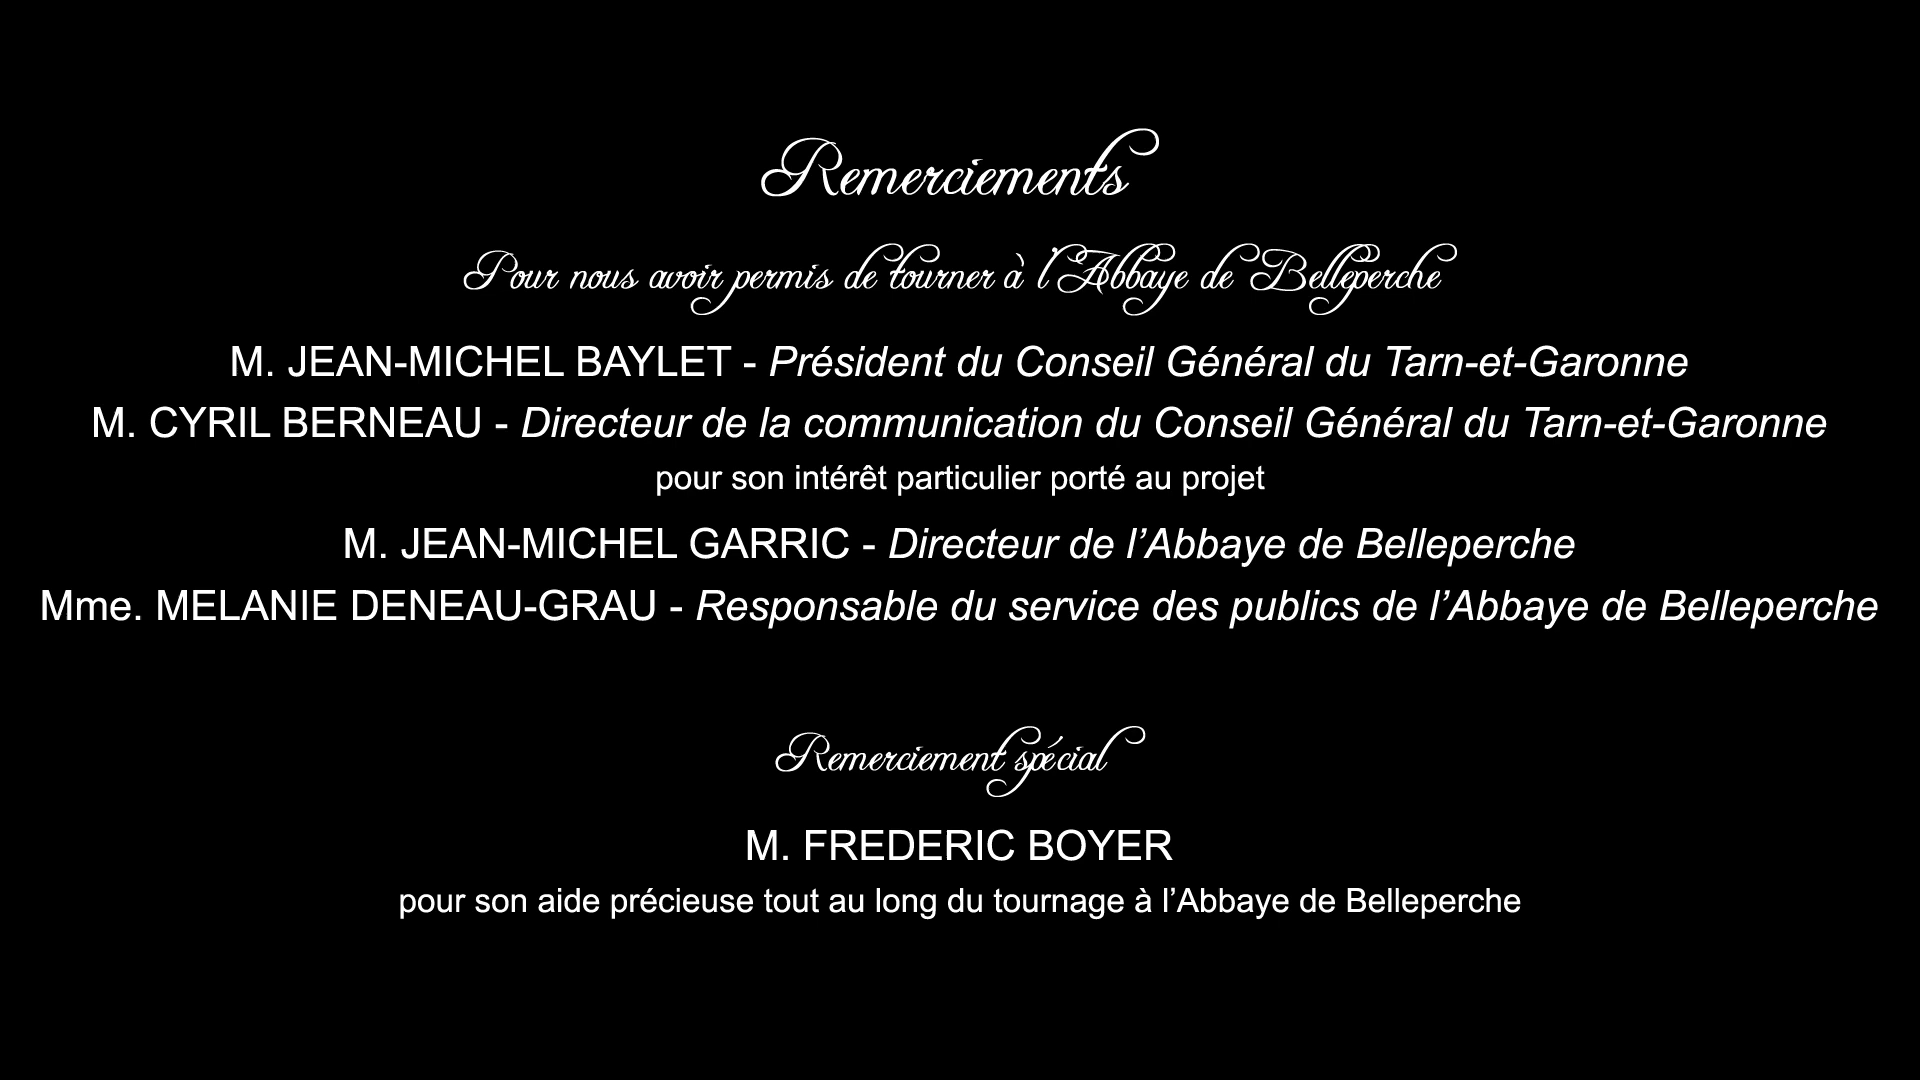 Remerciements
Pour nous avoir permis de tourner à l'Abbaye de Belleperche
M. JEAN-MICHEL BAYLET - Président du Conseil Général du Tarn-et-Garonne
M. CYRIL BERNEAU - Directeur de la communication du Conseil Général du Tarn-et-Garonne
pour son intérêt particulier porté au projet
M. JEAN-MICHEL GARRIC - Directeur de l’Abbaye de Belleperche
Mme. MELANIE DENEAU-GRAU - Responsable du service des publics de l’Abbaye de Belleperche
Remerciement spécial
M. FREDERIC BOYER
pour son aide précieuse tout au long du tournage à l’Abbaye de Belleperche